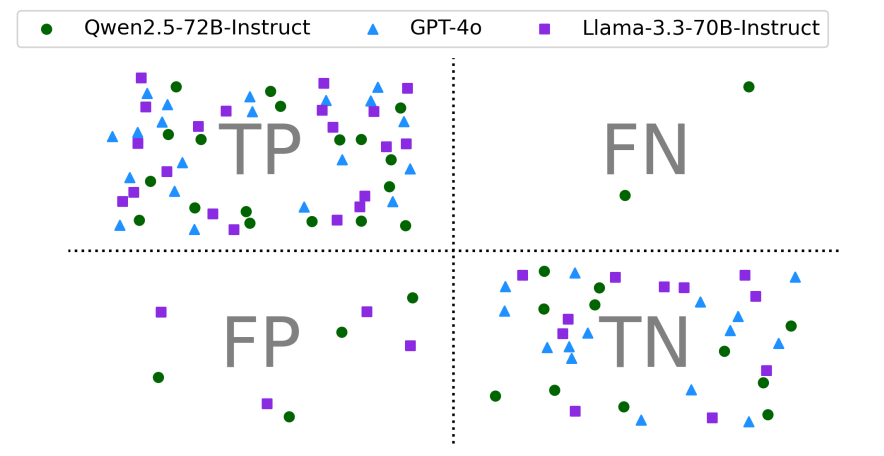 Qwen2.5-72B-Instruct GPT-4o Llama-3.3-70B-Instruct
TP FN
FP TN